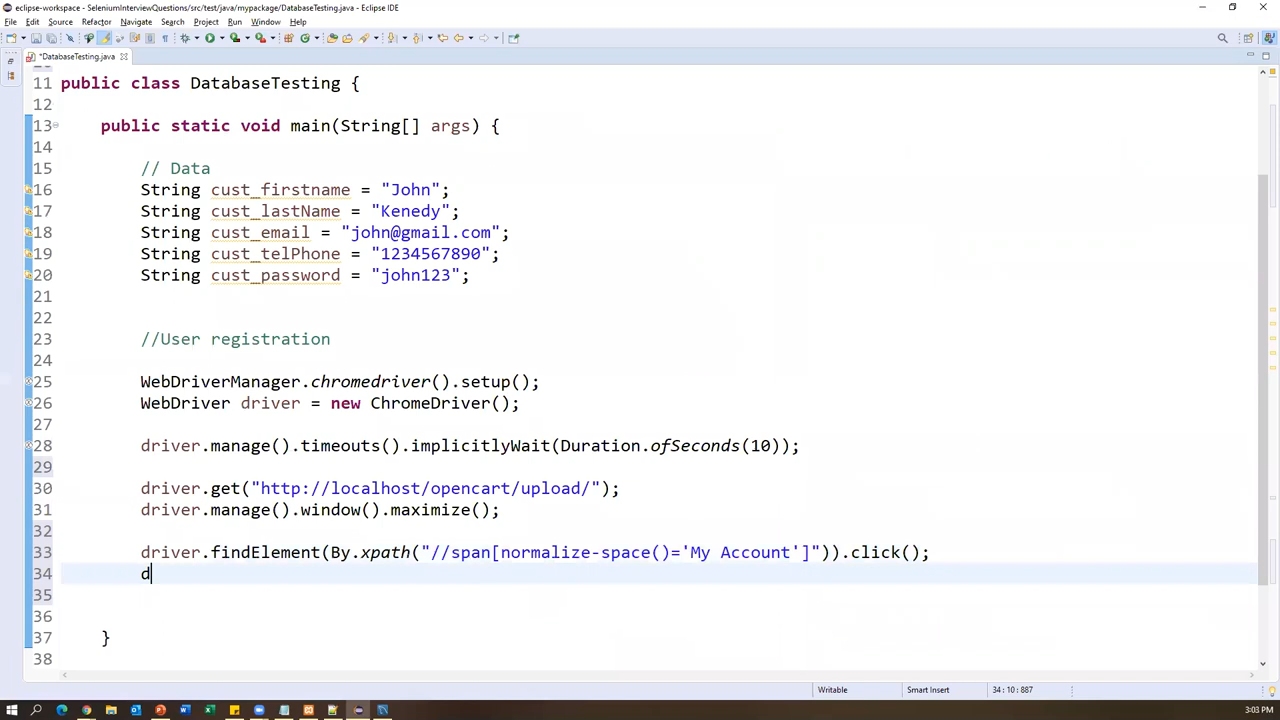 eclipse-workspace - SeleniumInterviewQuestions/src/test/java/mypackage/DatabaseTesting.java - Eclipse IDE
File Edit Source Refactor Navigate Search Project Run Window Help
*DatabaseTesting.java
11 public class DatabaseTesting {
12
13 public static void main(String[] args) {
14
15 // Data
16 String cust_firstname = "John";
17 String cust_lastName = "Kenedy";
18 String cust_email = "john@gmail.com";
19 String cust_telPhone = "1234567890";
20 String cust_password = "john123";
21
22
23 //User registration
24
25 WebDriverManager.chromedriver().setup();
26 WebDriver driver = new ChromeDriver();
27
28 driver.manage().timeouts().implicitlyWait(Duration.ofSeconds(10));
29
30 driver.get("http://localhost/opencart/upload/");
31 driver.manage().window().maximize();
32
33 driver.findElement(By.xpath("//span[normalize-space()='My Account']")).click();
34 d
35
36
37 }
38
Writable Smart Insert 34 : 10 : 887
3:03 PM